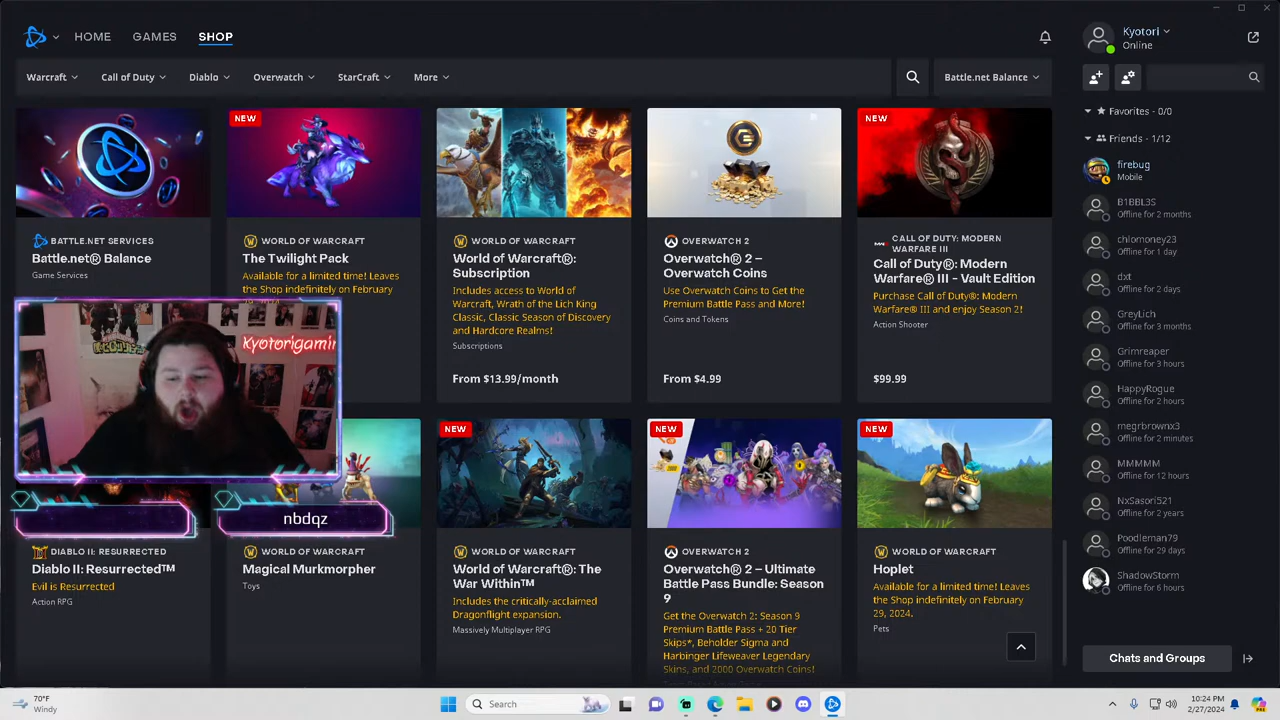 HOME
GAMES
SHOP
Kyotori
Online
Warcraft
Call of Duty
Diablo
Overwatch
StarCraft
More
Battle.net Balance
Favorites - 0/0
Friends - 1/12
firebug
Mobile
B1BBL3S
Offline for 2 months
chlomoney23
Offline for 1 day
dxt
Offline for 2 days
GreyLich
Offline for 3 months
Grimreaper
Offline for 3 hours
HappyRogue
Offline for 2 hours
megrbrownx3
Offline for 2 minutes
MMMMM
Offline for 12 hours
NxSasori521
Offline for 2 years
Poodleman79
Offline for 29 days
ShadowStorm
Offline for 6 hours
Chats and Groups
BATTLE.NET SERVICES
Battle.net® Balance
Game Services
NEW
WORLD OF WARCRAFT
The Twilight Pack
Available for a limited time! Leaves
the Shop indefinitely on February
WORLD OF WARCRAFT
World of Warcraft®:
Subscription
Includes access to World of
Warcraft, Wrath of the Lich King
Classic, Classic Season of Discovery
and Hardcore Realms!
Subscriptions
From $13.99/month
OVERWATCH 2
Overwatch® 2 –
Overwatch Coins
Use Overwatch Coins to Get the
Premium Battle Pass and More!
Coins and Tokens
From $4.99
NEW
CALL OF DUTY: MODERN
WARFARE III
Call of Duty®: Modern
Warfare® III - Vault Edition
Purchase Call of Duty®: Modern
Warfare® III and enjoy Season 2!
Action Shooter
$99.99
Kyotorigamin
nbdqz
DIABLO II: RESURRECTED
Diablo II: Resurrected™
Evil is Resurrected
Action RPG
WORLD OF WARCRAFT
Magical Murkmorpher
Toys
NEW
WORLD OF WARCRAFT
World of Warcraft®: The
War Within™
Includes the critically-acclaimed
Dragonflight expansion.
Massively Multiplayer RPG
NEW
OVERWATCH 2
Overwatch® 2 – Ultimate
Battle Pass Bundle: Season
9
Get the Overwatch 2: Season 9
Premium Battle Pass + 20 Tier
Skips*, Beholder Sigma and
Harbinger Lifeweaver Legendary
Skins, and 2000 Overwatch Coins!
NEW
WORLD OF WARCRAFT
Hoplet
Available for a limited time! Leaves
the Shop indefinitely on February
29, 2024.
Pets
70°F
Windy
Search
10:24 PM
2/27/2024